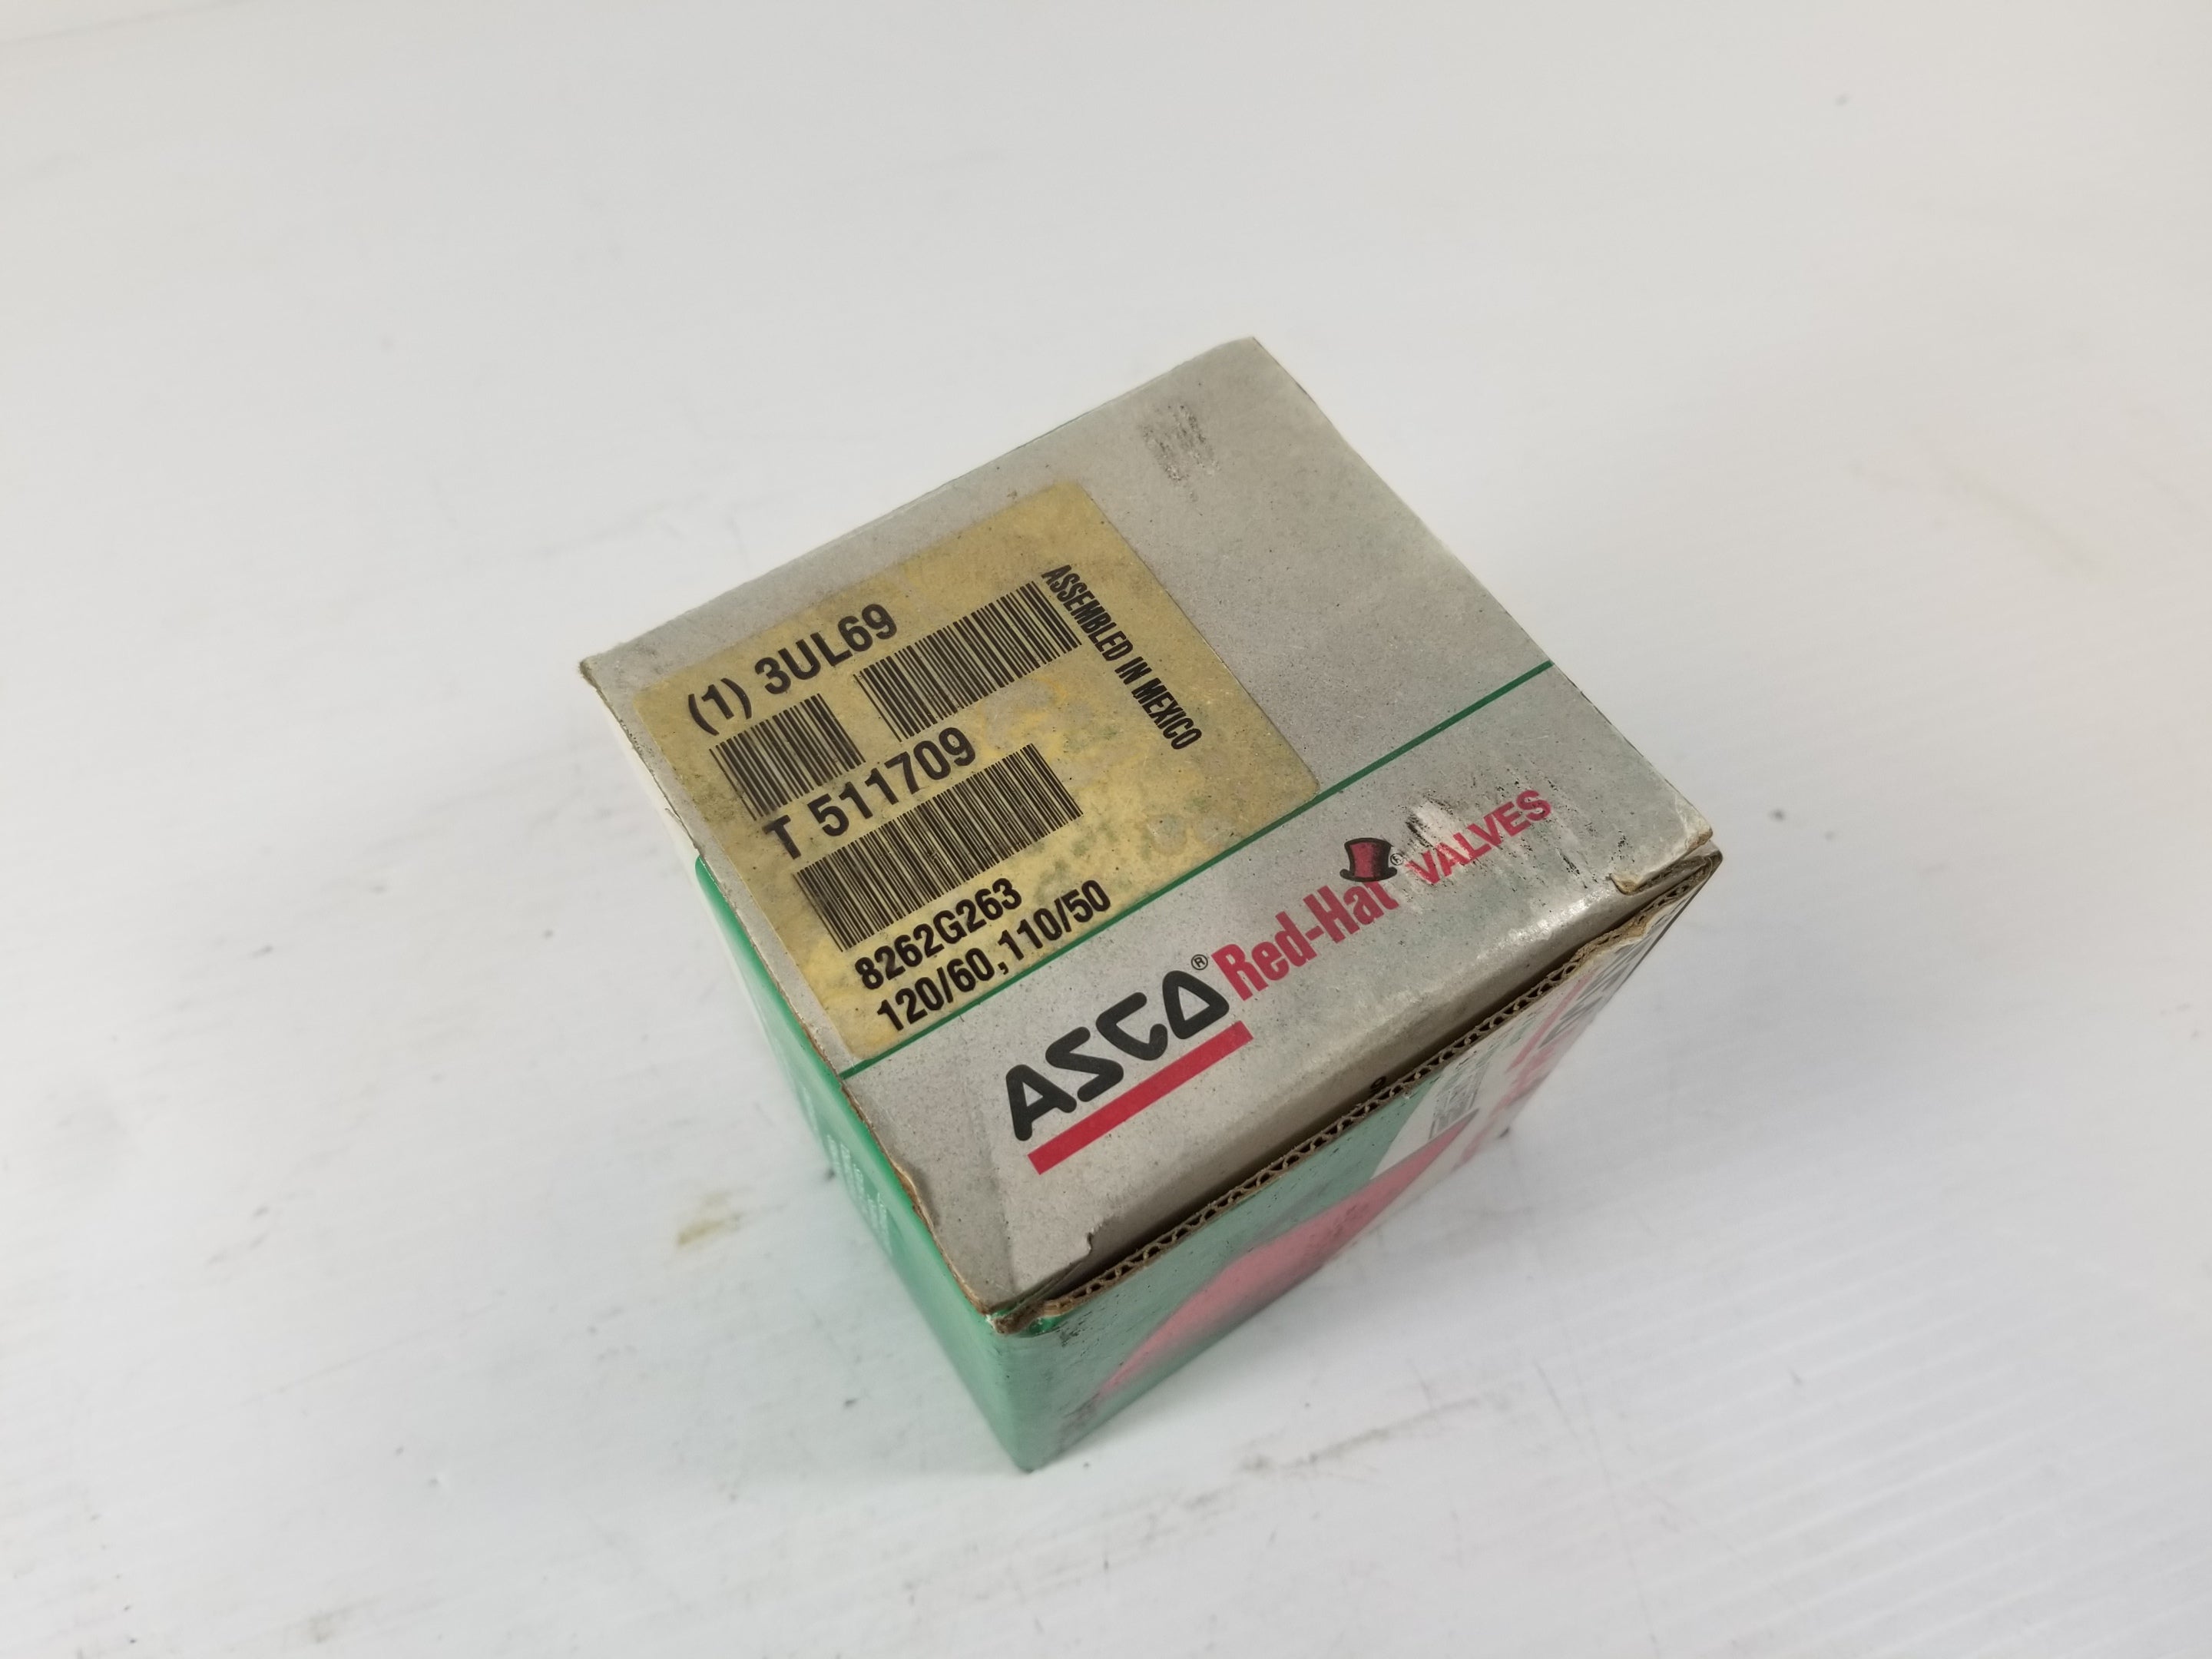 (1) 3UL69
T 511709
8262G263
120/60,110/50
ASSEMBLED IN MEXICO
ASCO® Red-Hat® VALVES